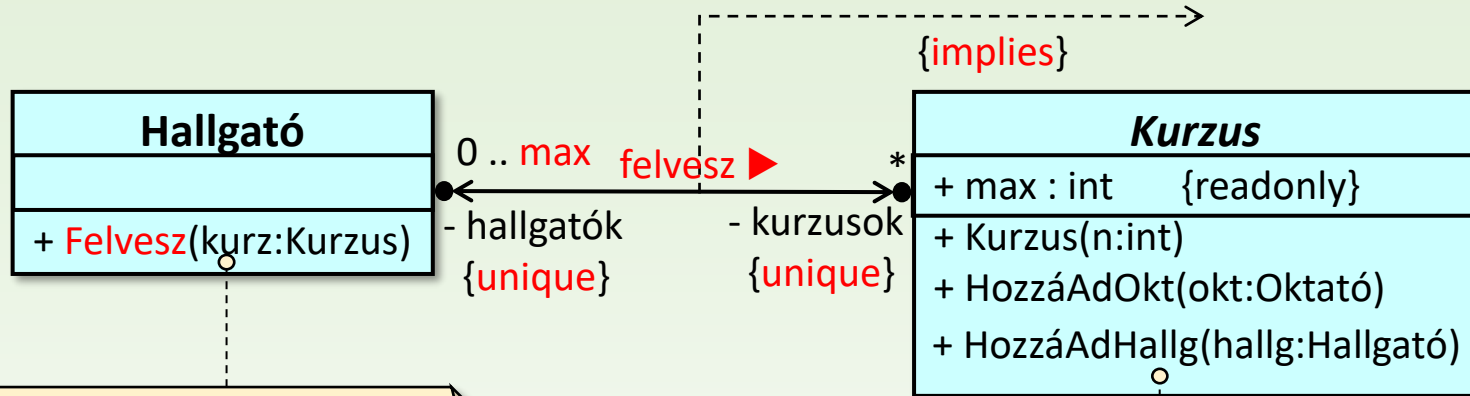 {implies}
Hallgató
+ Felvesz(kurz:Kurzus)
0 .. max felvesz ▶ *
- hallgatók - kurzusok
{unique} {unique}
Kurzus
+ max : int {readonly}
+ Kurzus(n:int)
+ HozzáAdOkt(okt:Oktató)
+ HozzáAdHallg(hallg:Hallgató)